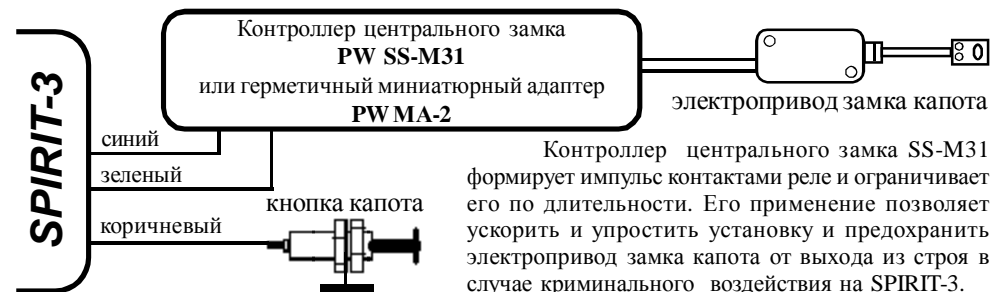 SPIRIT-3
Контроллер центрального замка
PW SS-M31
или герметичный миниатюрный адаптер
PW MA-2
синий
зеленый
коричневый
кнопка капота
электропривод замка капота
Контроллер центрального замка SS-M31
формирует импульс контактами реле и ограничивает
его по длительности. Его применение позволяет
ускорить и упростить установку и предохранить
электропривод замка капота от выхода из строя в
случае криминального воздействия на SPIRIT-3.